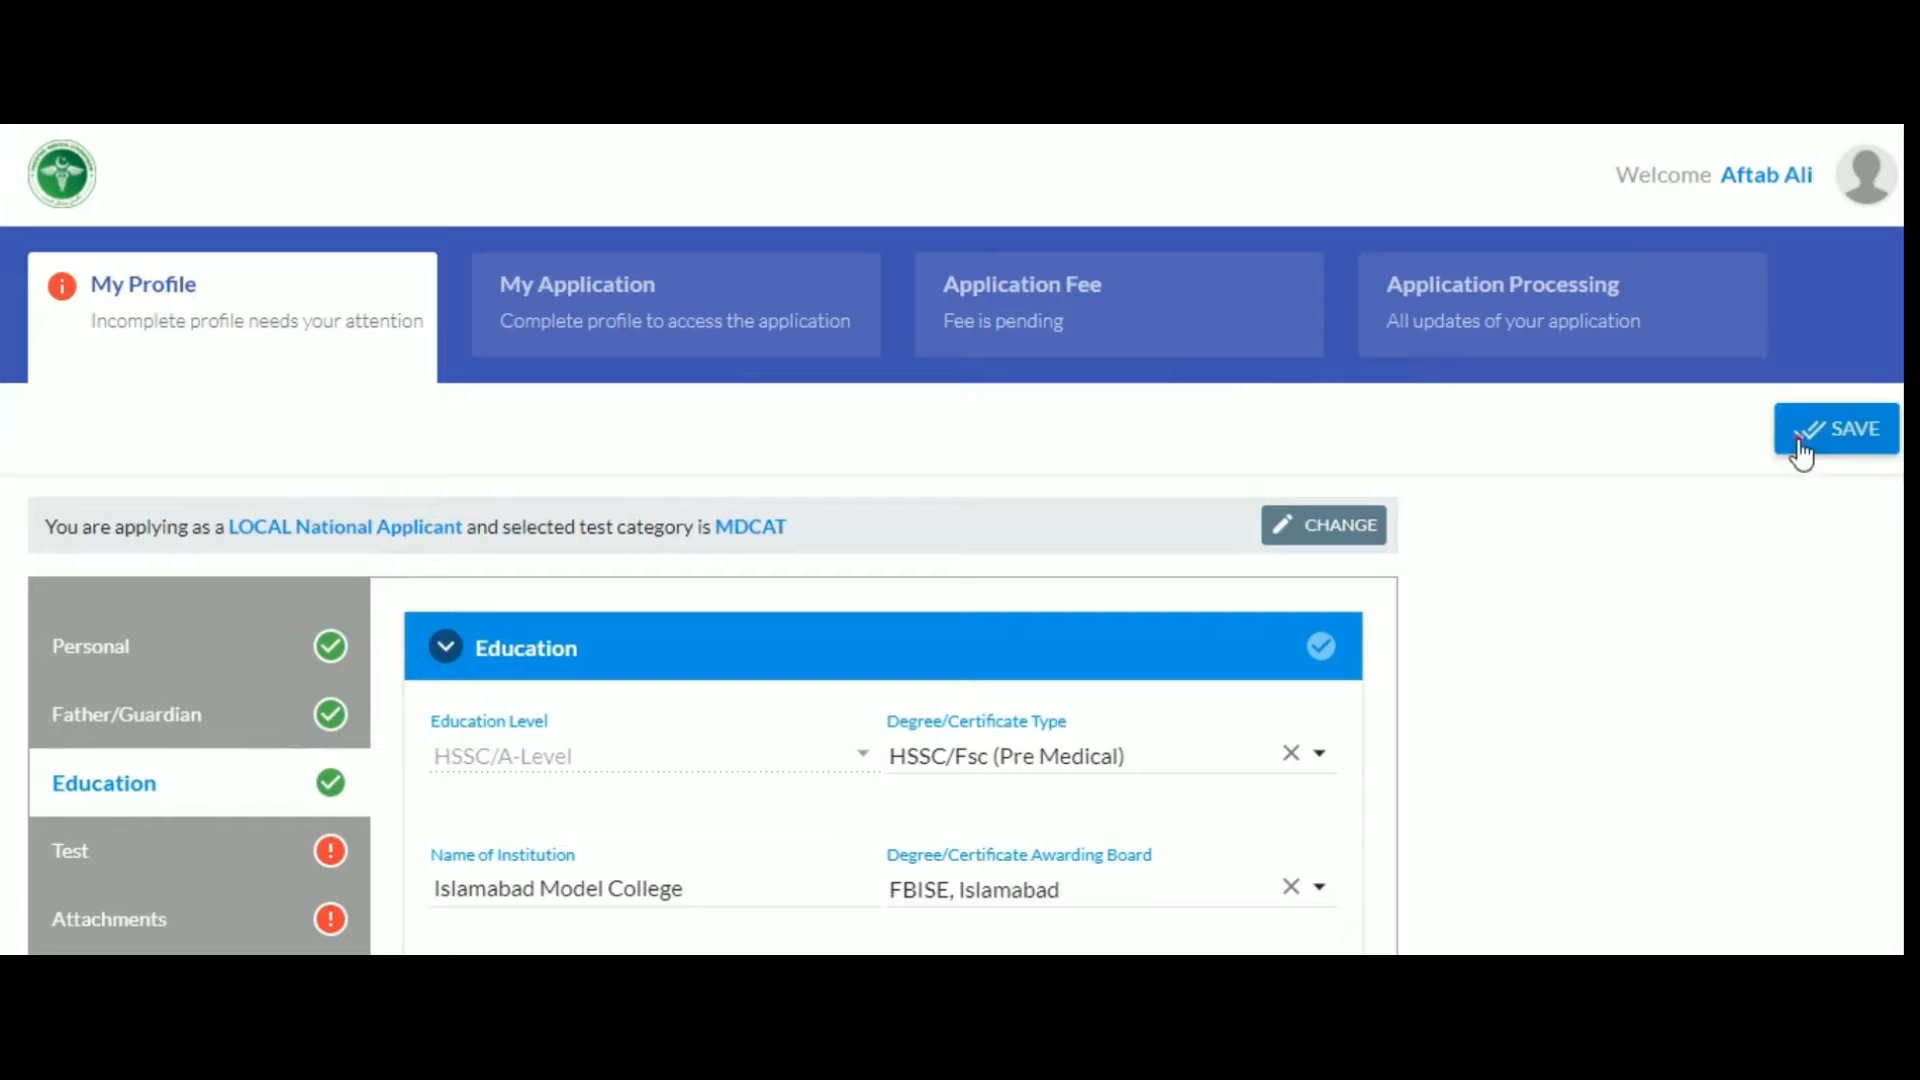 Welcome Aftab Ali
My Profile
Incomplete profile needs your attention
My Application
Complete profile to access the application
Application Fee
Fee is pending
Application Processing
All updates of your application
SAVE
You are applying as a LOCAL National Applicant and selected test category is MDCAT
CHANGE
Personal
Father/Guardian
Education
Test
Attachments
Education
Education Level
HSSC/A-Level
Degree/Certificate Type
HSSC/Fsc (Pre Medical)
Name of Institution
Islamabad Model College
Degree/Certificate Awarding Board
FBISE, Islamabad